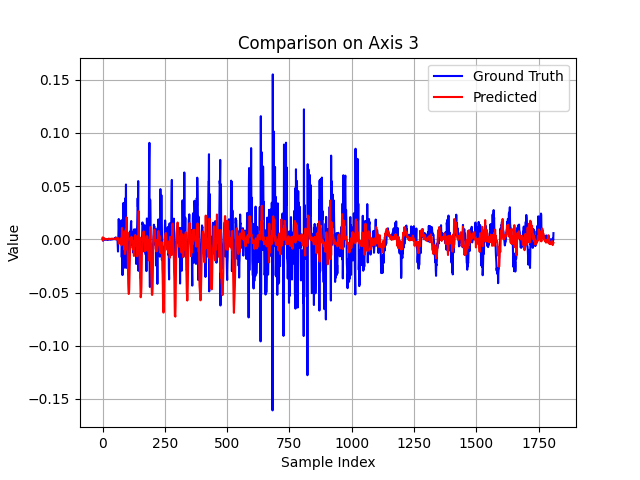 Comparison on Axis 3
Ground Truth
Predicted
0.15
0.10
0.05
0.00
−0.05
−0.10
−0.15
Value
0 250 500 750 1000 1250 1500 1750
Sample Index